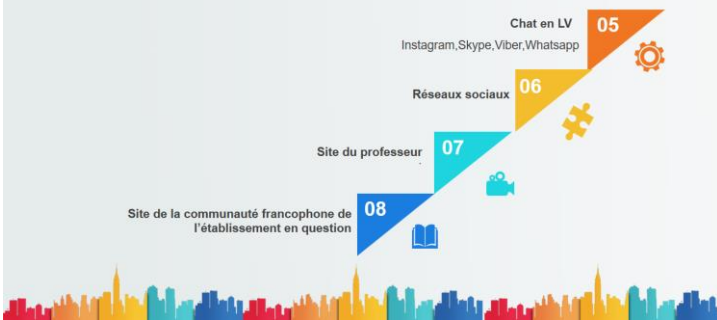 Chat en LV
05
Instagram,Skype,Viber,Whatsapp
Réseaux sociaux
06
Site du professeur
07
Site de la communauté francophone de
l'établissement en question
08